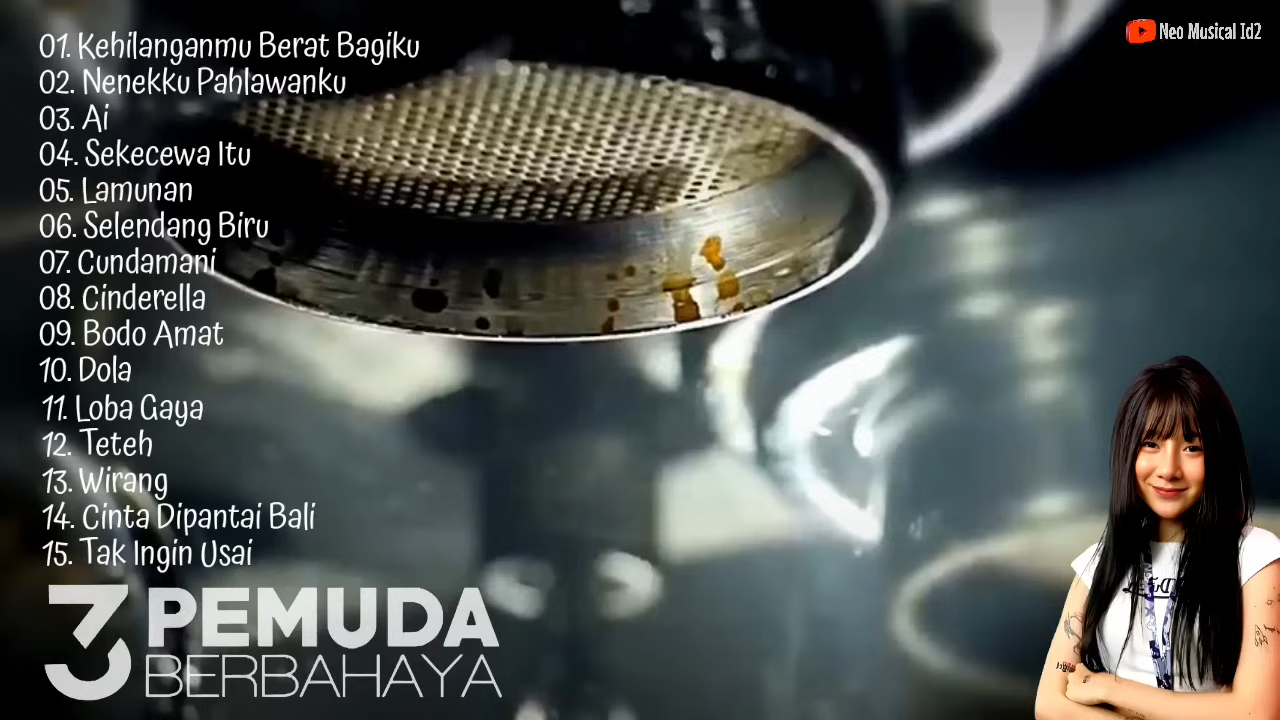 01. Kehilanganmu Berat Bagiku
02. Nenekku Pahlawanku
03. Ai
04. Sekecewa Itu
05. Lamunan
06. Selendang Biru
07. Cundamani
08. Cinderella
09. Bodo Amat
10. Dola
11. Loba Gaya
12. Teteh
13. Wirang
14. Cinta Dipantai Bali
15. Tak Ingin Usai
3 PEMUDA
BERBAHAYA
Neo Musical Id2